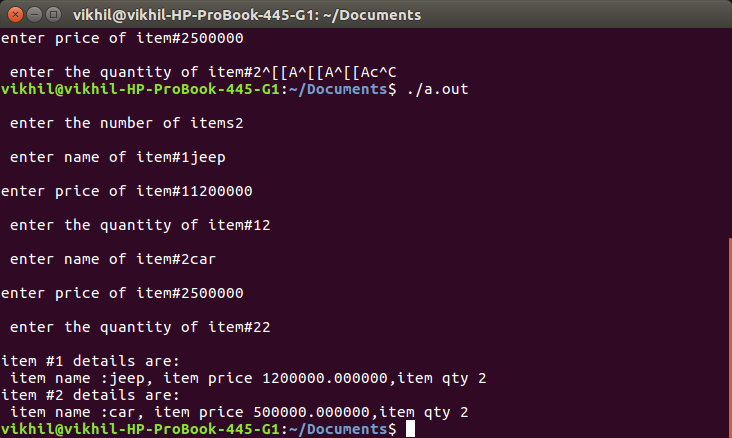 vikhil@vikhil-HP-ProBook-445-G1: ~/Documents
enter price of item#2500000
enter the quantity of item#2^[[A^[[A^[[Ac^C
vikhil@vikhil-HP-ProBook-445-G1:~/Documents$ ./a.out
enter the number of items2
enter name of item#1jeep
enter price of item#11200000
enter the quantity of item#12
enter name of item#2car
enter price of item#2500000
enter the quantity of item#22
item #1 details are:
item name :jeep, item price 1200000.000000,item qty 2
item #2 details are:
item name :car, item price 500000.000000,item qty 2
vikhil@vikhil-HP-ProBook-445-G1:~/Documents$